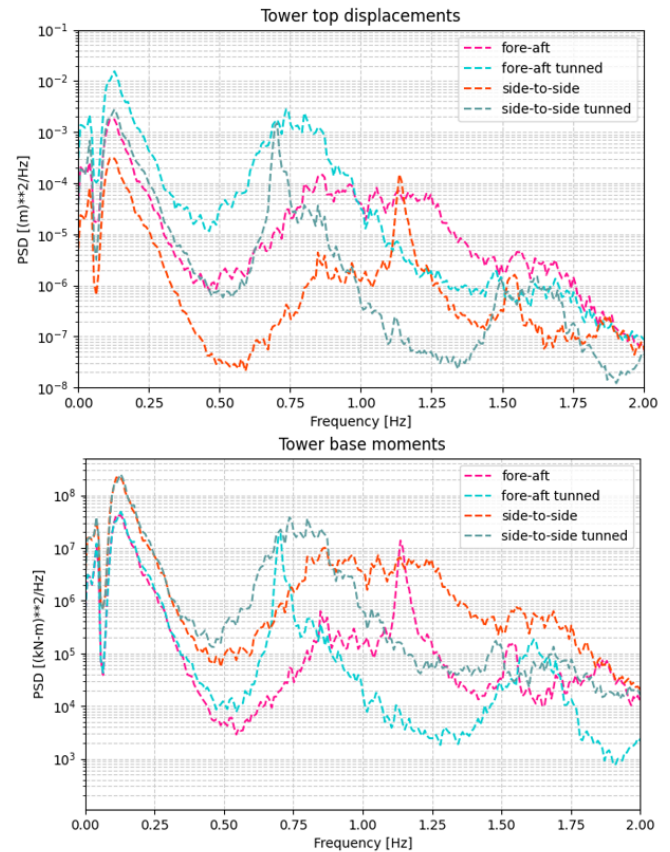 Tower top displacements
10^-1
10^-2
10^-3
10^-4
10^-5
10^-6
10^-7
10^-8
PSD [(m)**2/Hz]
fore-aft
fore-aft tunned
side-to-side
side-to-side tunned
0.00 0.25 0.50 0.75 1.00 1.25 1.50 1.75 2.00
Frequency [Hz]
Tower base moments
10^8
10^7
10^6
10^5
10^4
10^3
PSD [(kN-m)**2/Hz]
fore-aft
fore-aft tunned
side-to-side
side-to-side tunned
0.00 0.25 0.50 0.75 1.00 1.25 1.50 1.75 2.00
Frequency [Hz]